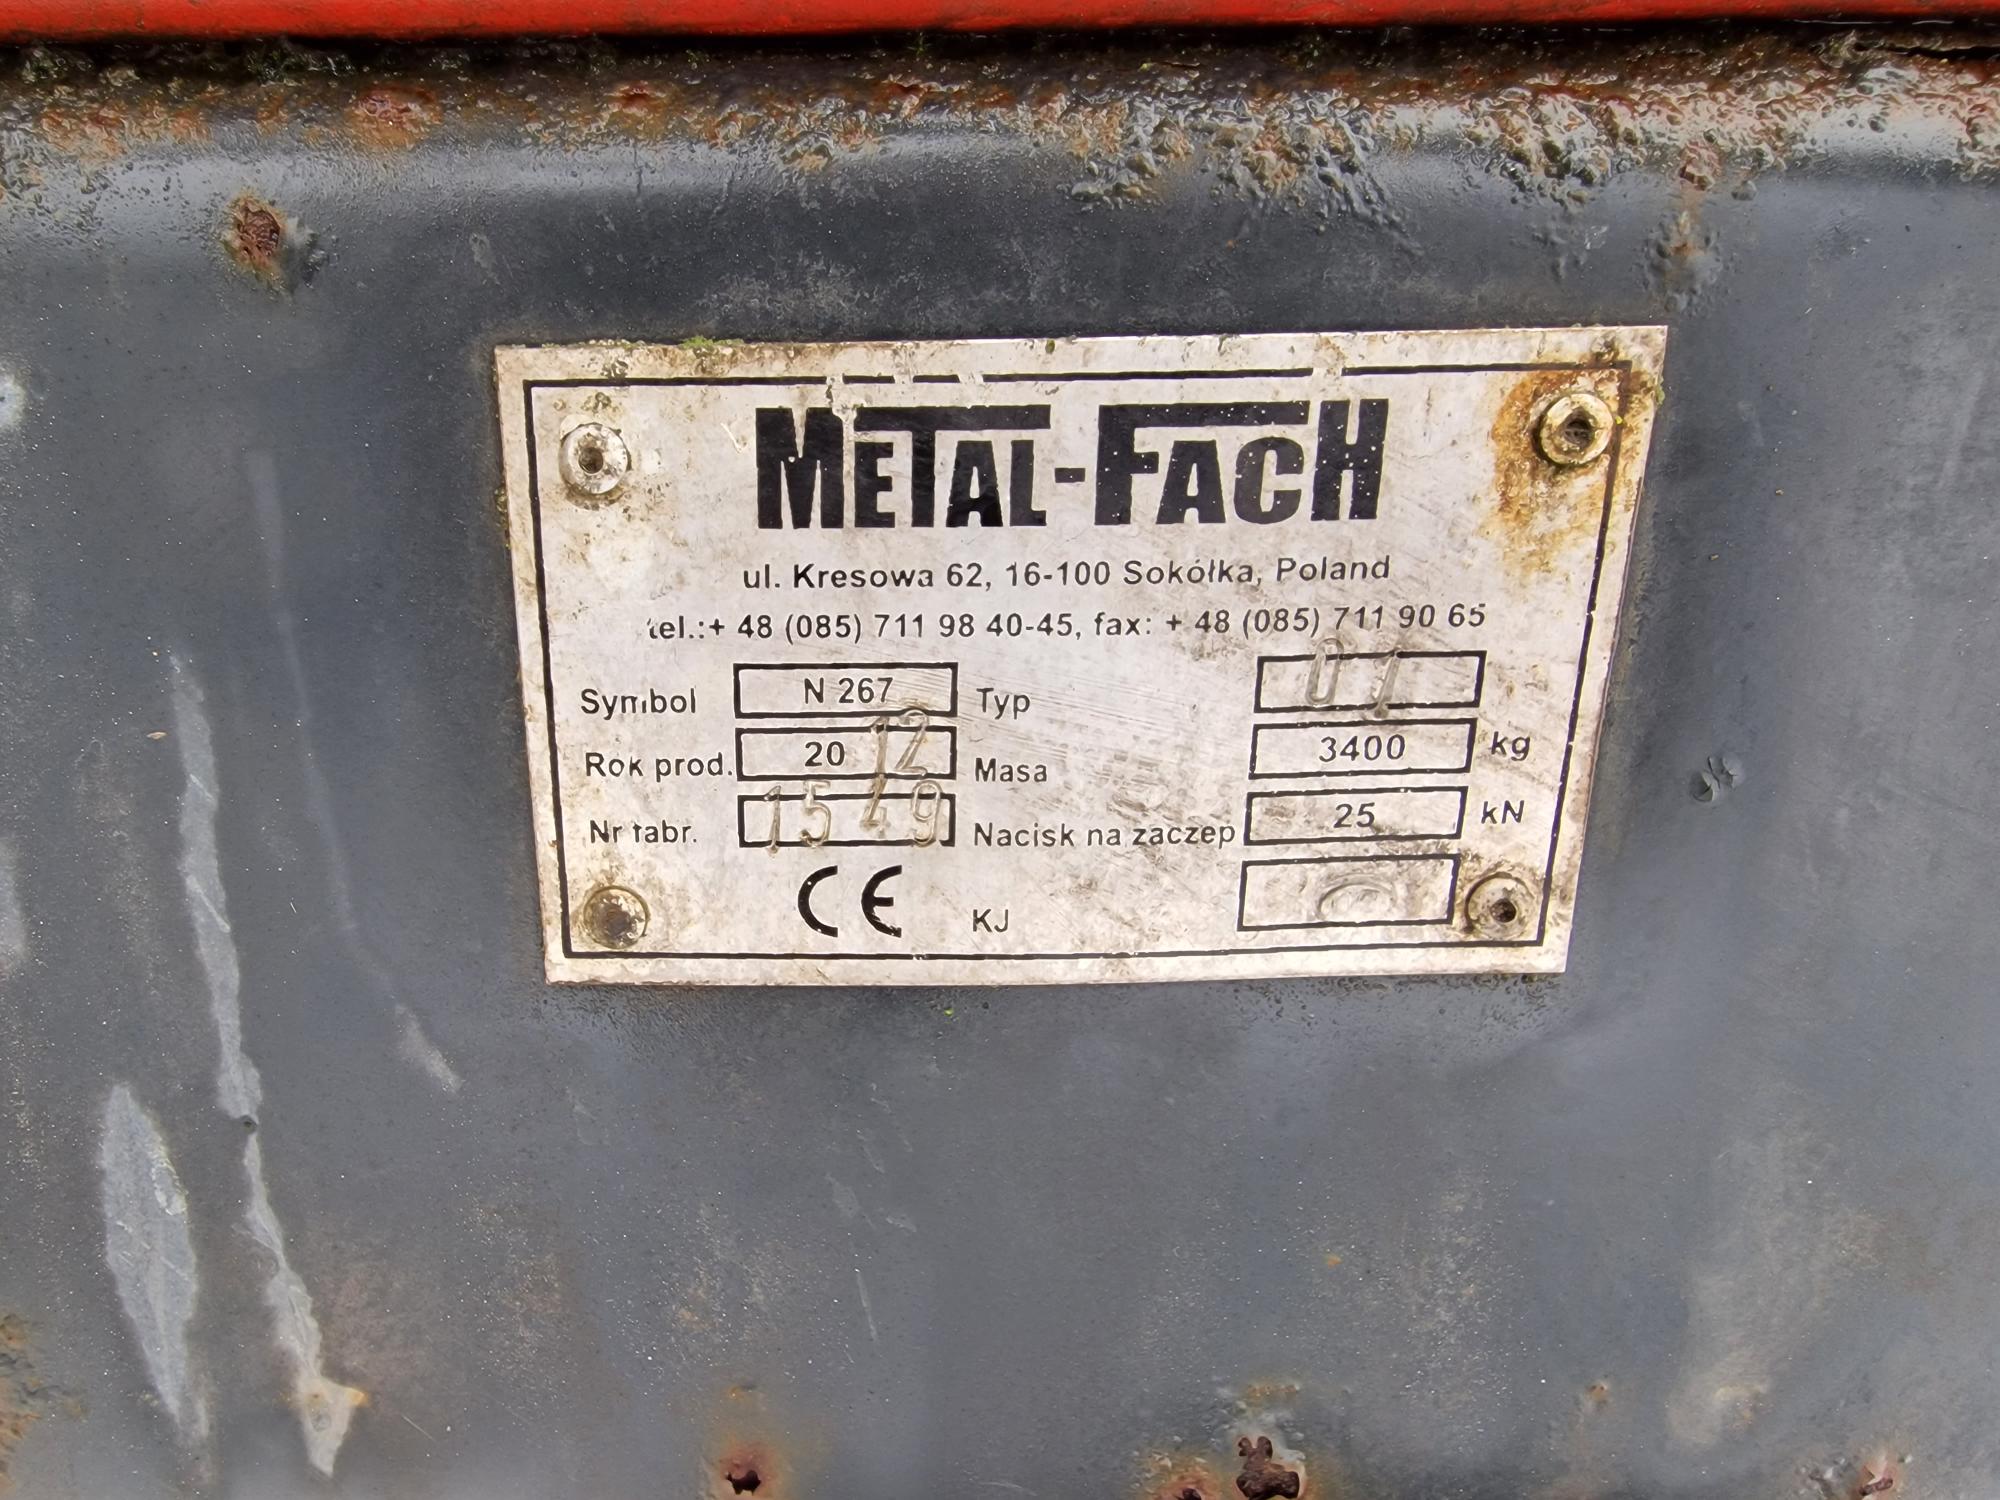 METAL-FACH
ul. Kresowa 62, 16-100 Sokółka, Poland
tel.:+ 48 (085) 711 98 40-45, fax: + 48 (085) 711 90 65
Symbol N 267 Typ 01
Rok prod. 20 12 Masa 3400 kg
Nr fabr. 1549 Nacisk na zaczep 25 kN
CE KJ